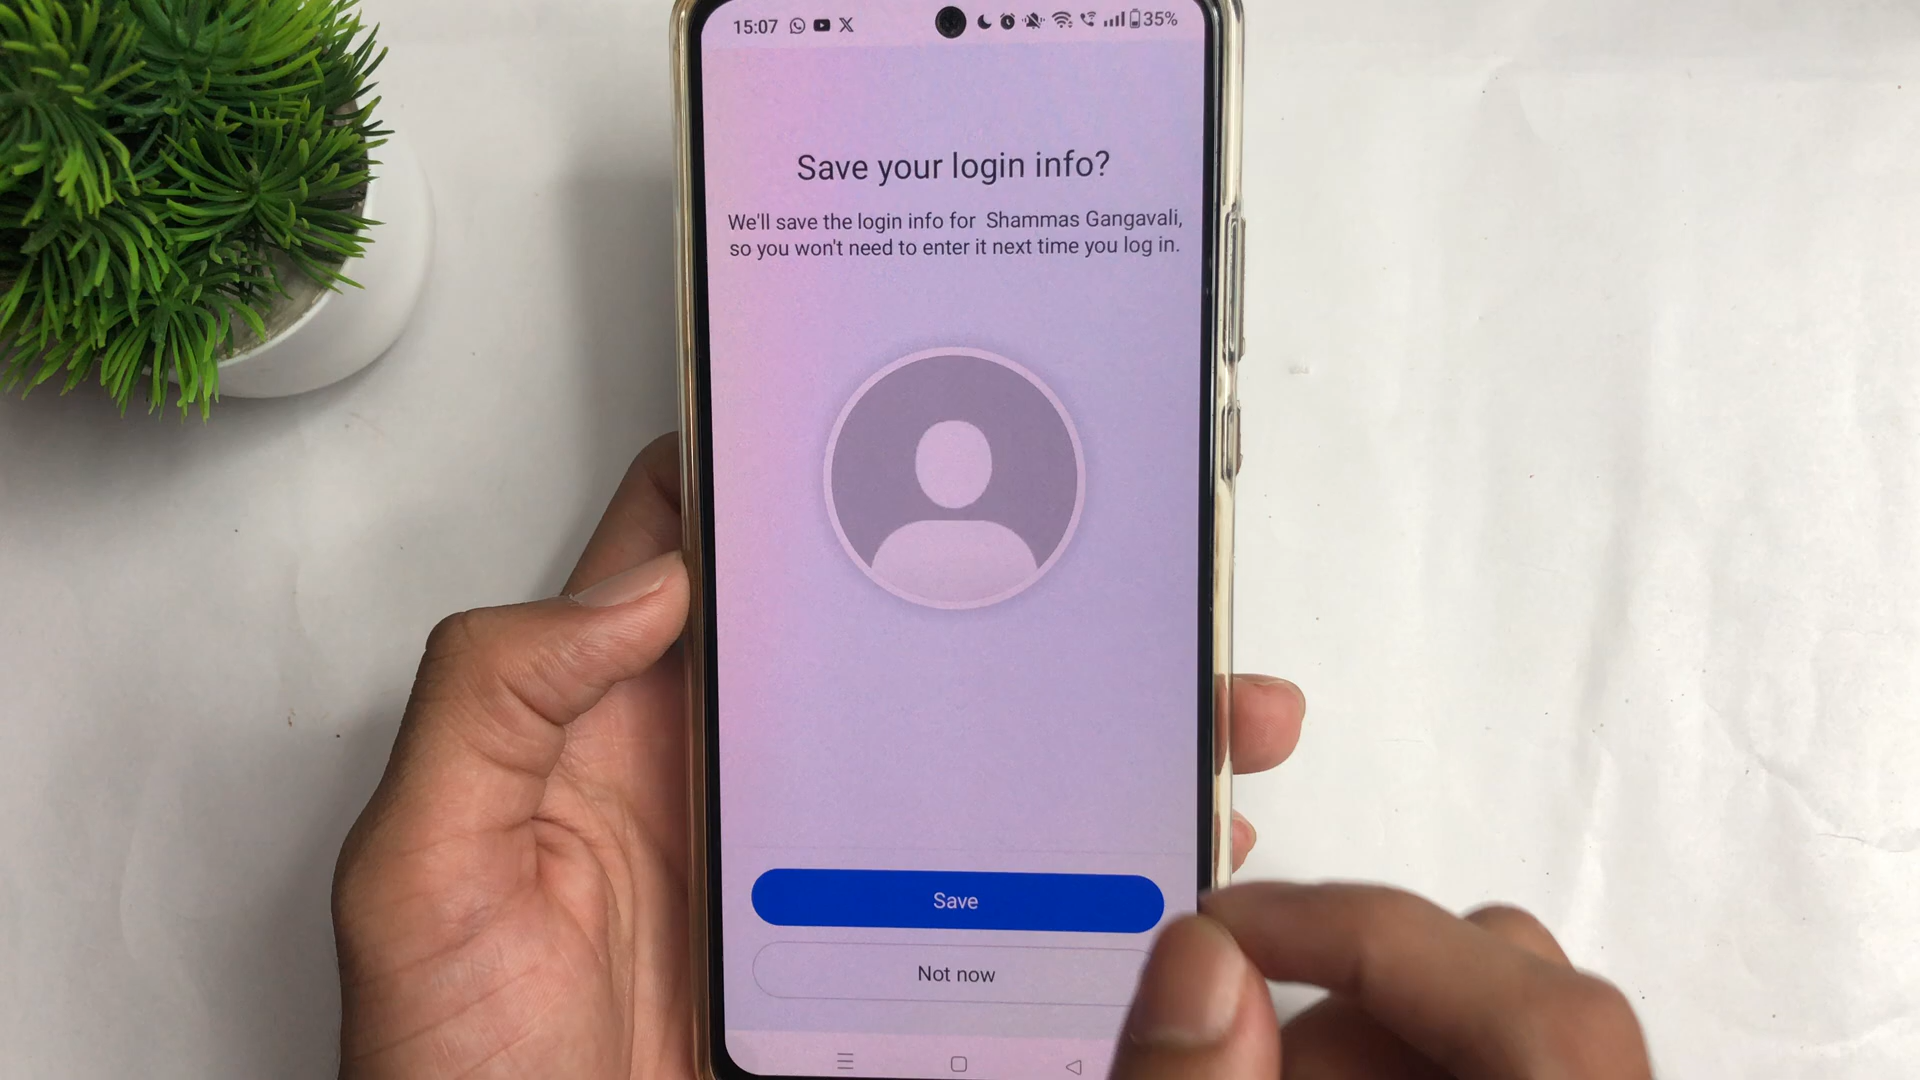 15:07 35%
Save your login info?
We'll save the login info for Shammas Gangavali,
so you won't need to enter it next time you log in.
Save
Not now